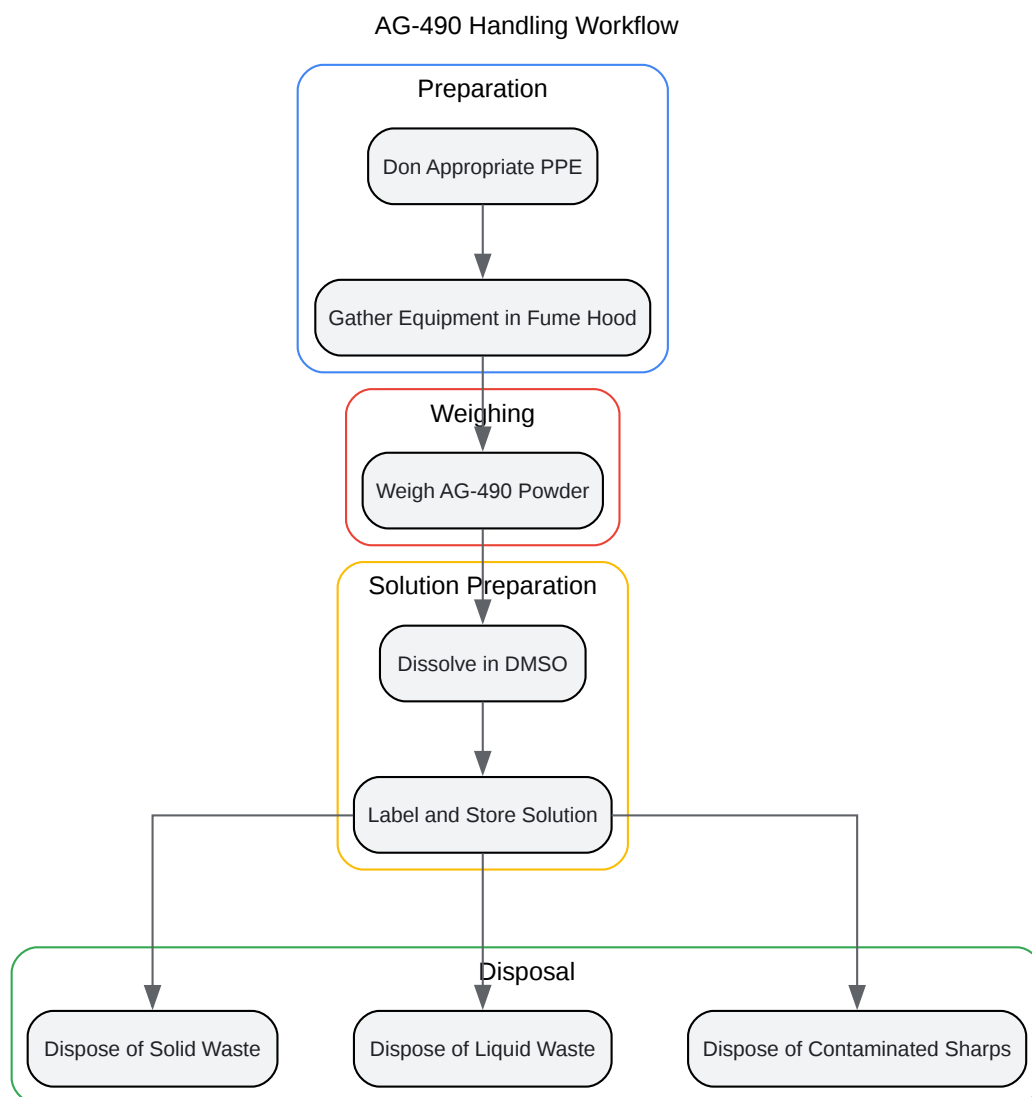 AG-490 Handling Workflow
Preparation
Don Appropriate PPE
Gather Equipment in Fume Hood
Weighing
Weigh AG-490 Powder
Solution Preparation
Dissolve in DMSO
Label and Store Solution
Disposal
Dispose of Solid Waste
Dispose of Liquid Waste
Dispose of Contaminated Sharps